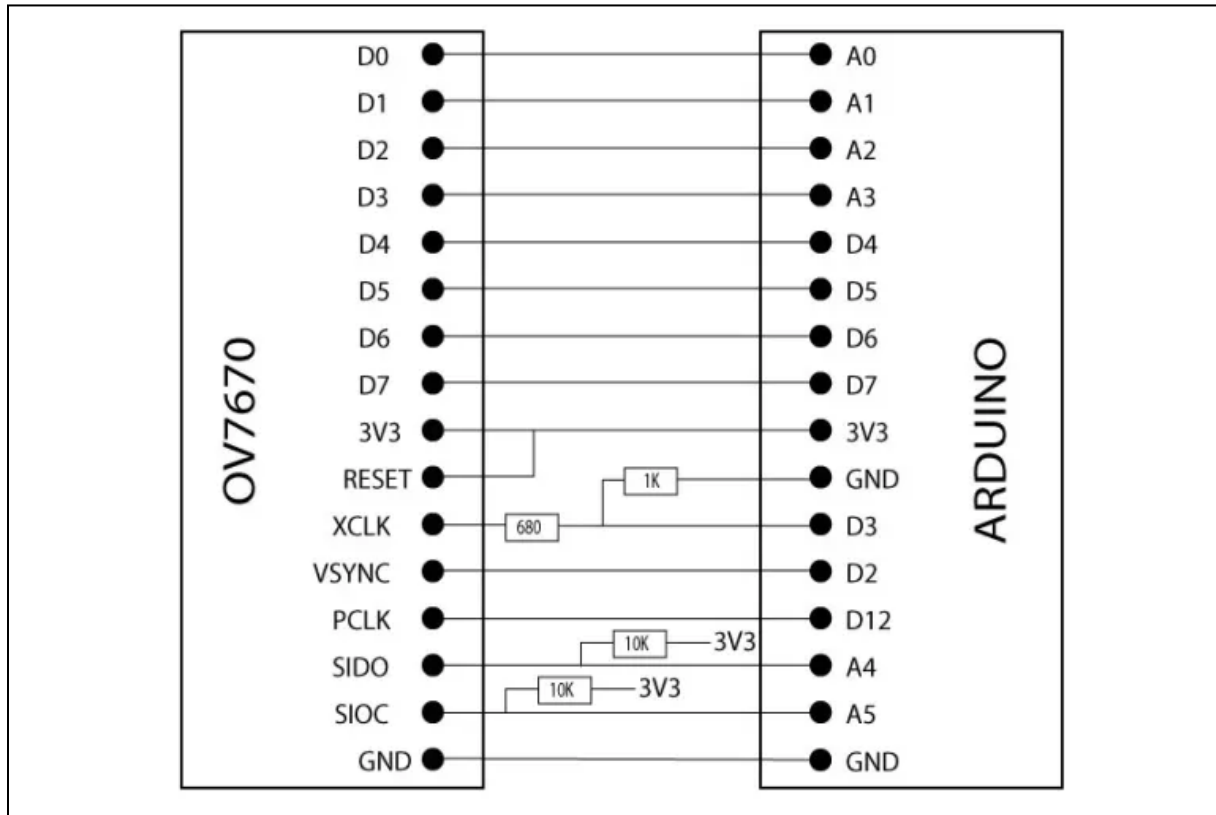 D0 A0
D1 A1
D2 A2
D3 A3
D4 D4
D5 D5
D6 D6
D7 D7
3V3 3V3
RESET 1K GND
XCLK 680 D3
VSYNC D2
PCLK D12
10K 3V3
SIDO A4
10K 3V3
SIOC A5
GND GND
OV7670
ARDUINO